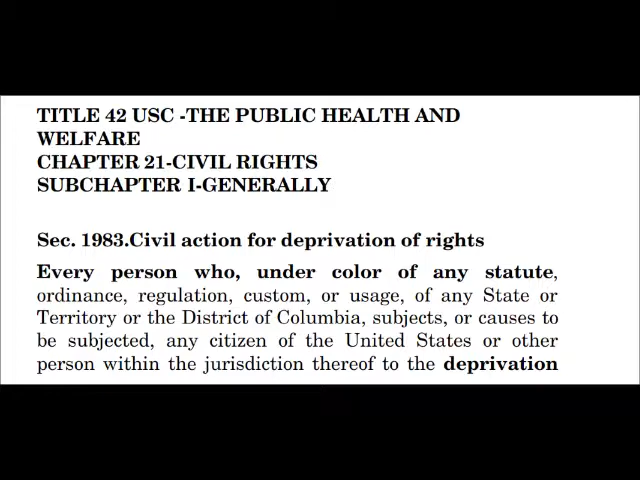 TITLE 42 USC -THE PUBLIC HEALTH AND
WELFARE
CHAPTER 21-CIVIL RIGHTS
SUBCHAPTER I-GENERALLY
Sec. 1983.Civil action for deprivation of rights
Every person who, under color of any statute,
ordinance, regulation, custom, or usage, of any State or
Territory or the District of Columbia, subjects, or causes to
be subjected, any citizen of the United States or other
person within the jurisdiction thereof to the deprivation